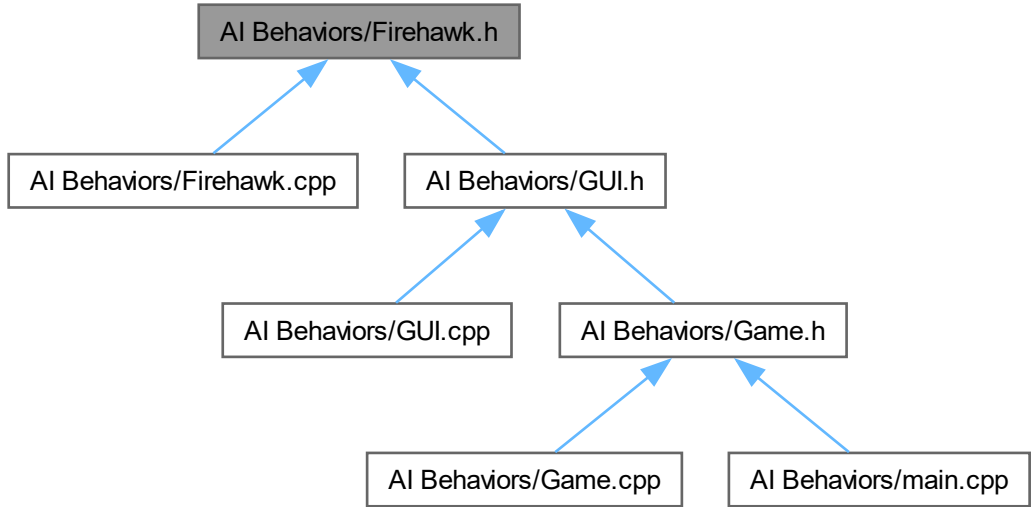 AI Behaviors/Firehawk.h
AI Behaviors/Firehawk.cpp
AI Behaviors/GUI.h
AI Behaviors/GUI.cpp
AI Behaviors/Game.h
AI Behaviors/Game.cpp
AI Behaviors/main.cpp